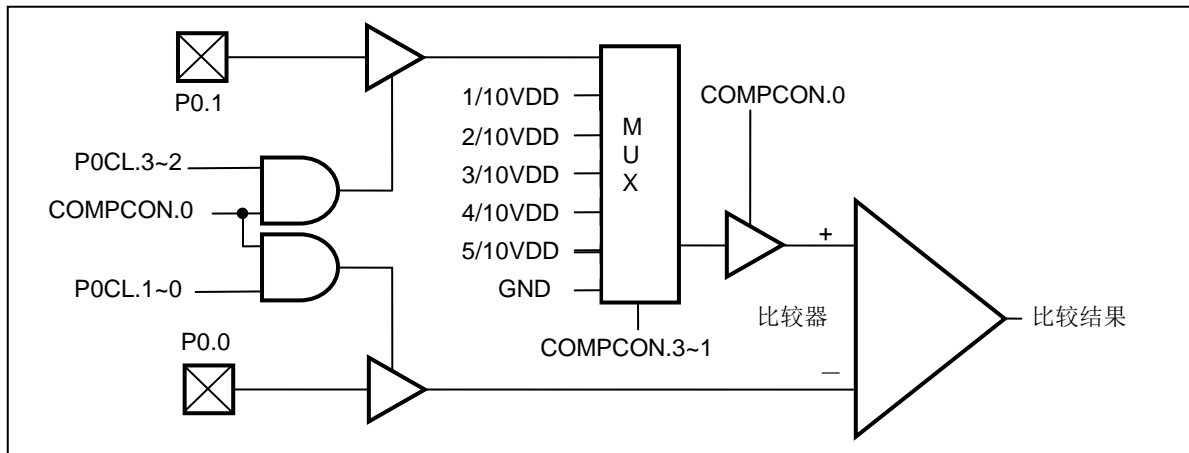 P0.1
P0CL.3~2
COMPCON.0
P0CL.1~0
P0.0
1/10VDD
2/10VDD
3/10VDD
4/10VDD
5/10VDD
GND
M
U
X
COMPCON.3~1
COMPCON.0
+
比较器
—
比较结果